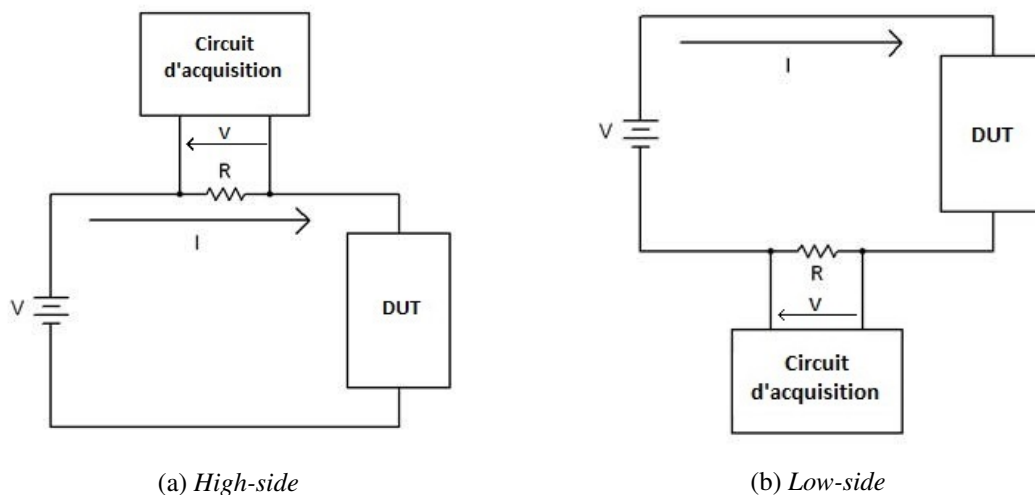 Circuit
d'acquisition
V
R
I
V
DUT
(a) High-side
I
V
DUT
R
V
Circuit
d'acquisition
(b) Low-side